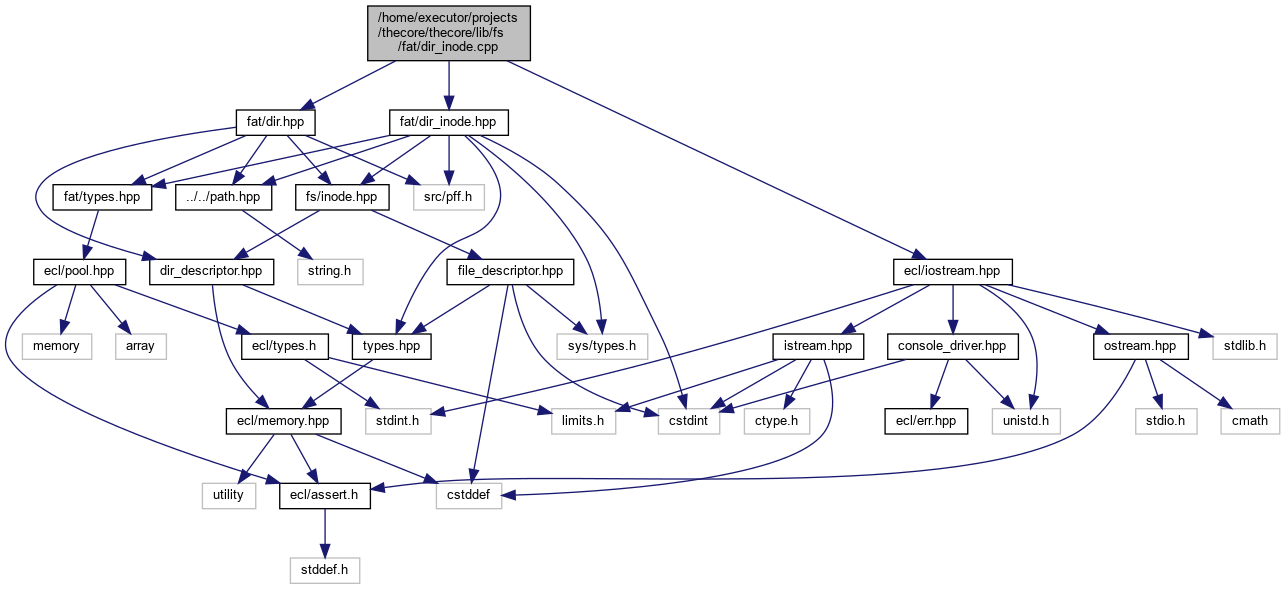 /home/executor/projects
/thecore/thecore/lib/fs
/fat/dir_inode.cpp
fat/dir.hpp
fat/dir_inode.hpp
fat/types.hpp
../../path.hpp
fs/inode.hpp
src/pff.h
ecl/pool.hpp
dir_descriptor.hpp
string.h
file_descriptor.hpp
ecl/iostream.hpp
memory
array
ecl/types.h
types.hpp
sys/types.h
istream.hpp
console_driver.hpp
ostream.hpp
stdlib.h
ecl/memory.hpp
stdint.h
limits.h
cstdint
ctype.h
ecl/err.hpp
unistd.h
stdio.h
cmath
utility
ecl/assert.h
cstddef
stddef.h